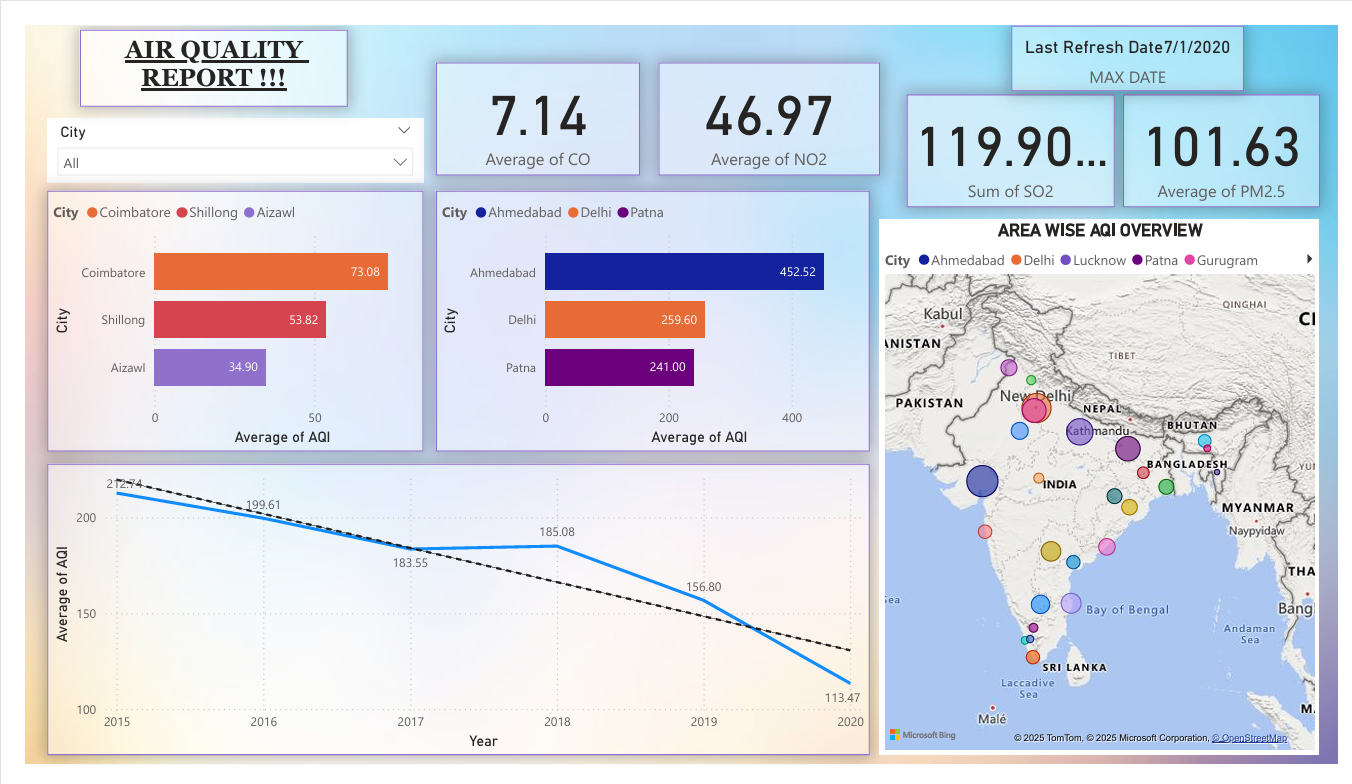 AIR QUALITY
REPORT !!!
City
All
7.14
Average of CO
46.97
Average of NO2
Last Refresh Date7/1/2020
MAX DATE
119.90...
Sum of SO2
101.63
Average of PM2.5
City Coimbatore Shillong Aizawl
City
Coimbatore 73.08
Shillong 53.82
Aizawl 34.90
0 50
Average of AQI
City Ahmedabad Delhi Patna
City
Ahmedabad 452.52
Delhi 259.60
Patna 241.00
0 200 400
Average of AQI
Average of AQI
212.74
199.61
183.55
185.08
156.80
113.47
200
150
100
2015 2016 2017 2018 2019 2020
Year
AREA WISE AQI OVERVIEW
City Ahmedabad Delhi Lucknow Patna Gurugram
QINGHAI
Kabul
CI
ANISTAN
TIBET
New Delhi
PAKISTAN
NEPAL
BHUTAN
Kathmandu
BANGLADESH
YUN
INDIA
MYANMAR
Naypyidaw
THA
Sea
Bay of Bengal
Bang
Andaman
Sea
SRI LANKA
Laccadive
Sea
Malé
M
Microsoft Bing
© 2025 TomTom, © 2025 Microsoft Corporation, © OpenStreetMap